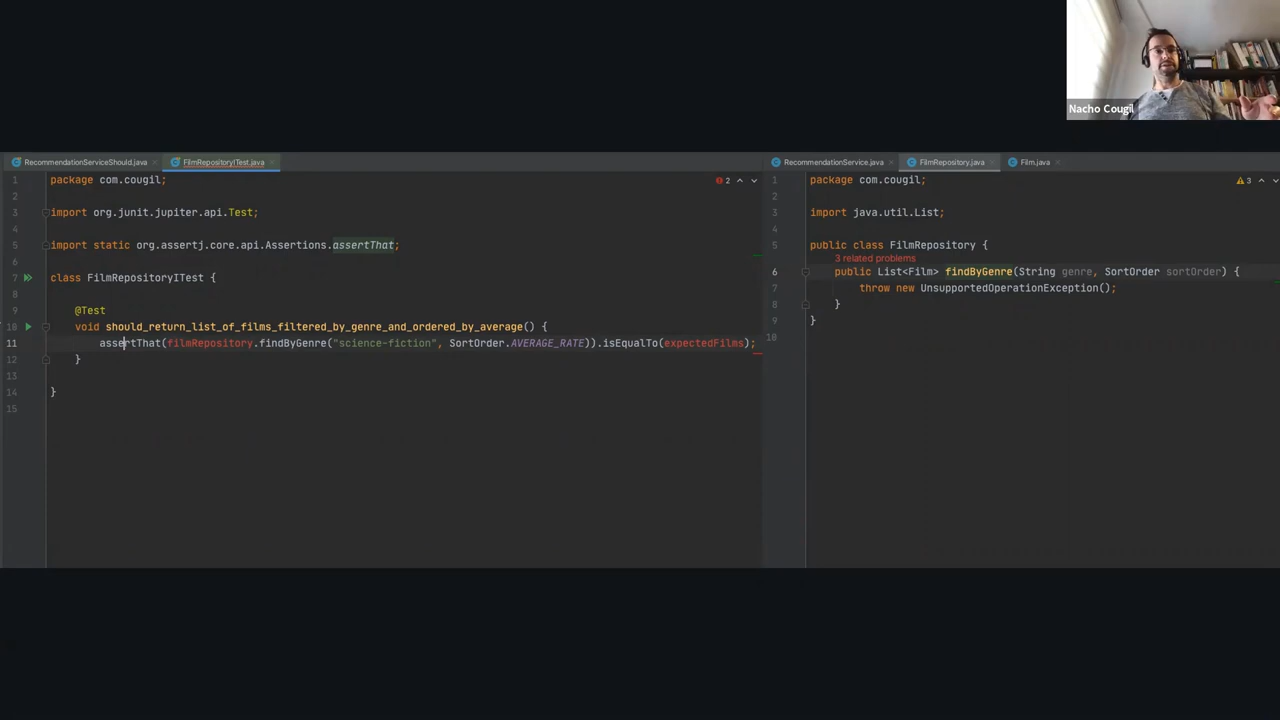 Nacho Cougil
RecommendationServiceShould.java
FilmRepositoryITest.java
1 package com.cougil;
2
3 import org.junit.jupiter.api.Test;
4
5 import static org.assertj.core.api.Assertions.assertThat;
6
7 class FilmRepositoryITest {
8
9 @Test
10 void should_return_list_of_films_filtered_by_genre_and_ordered_by_average() {
11 assertThat(filmRepository.findByGenre("science-fiction", SortOrder.AVERAGE_RATE)).isEqualTo(expectedFilms);
12 }
13
14 }
15
2
RecommendationService.java
FilmRepository.java
Film.java
1 package com.cougil;
2
3 import java.util.List;
4
5 public class FilmRepository {
3 related problems
6 public List<Film> findByGenre(String genre, SortOrder sortOrder) {
7 throw new UnsupportedOperationException();
8 }
9 }
10
3